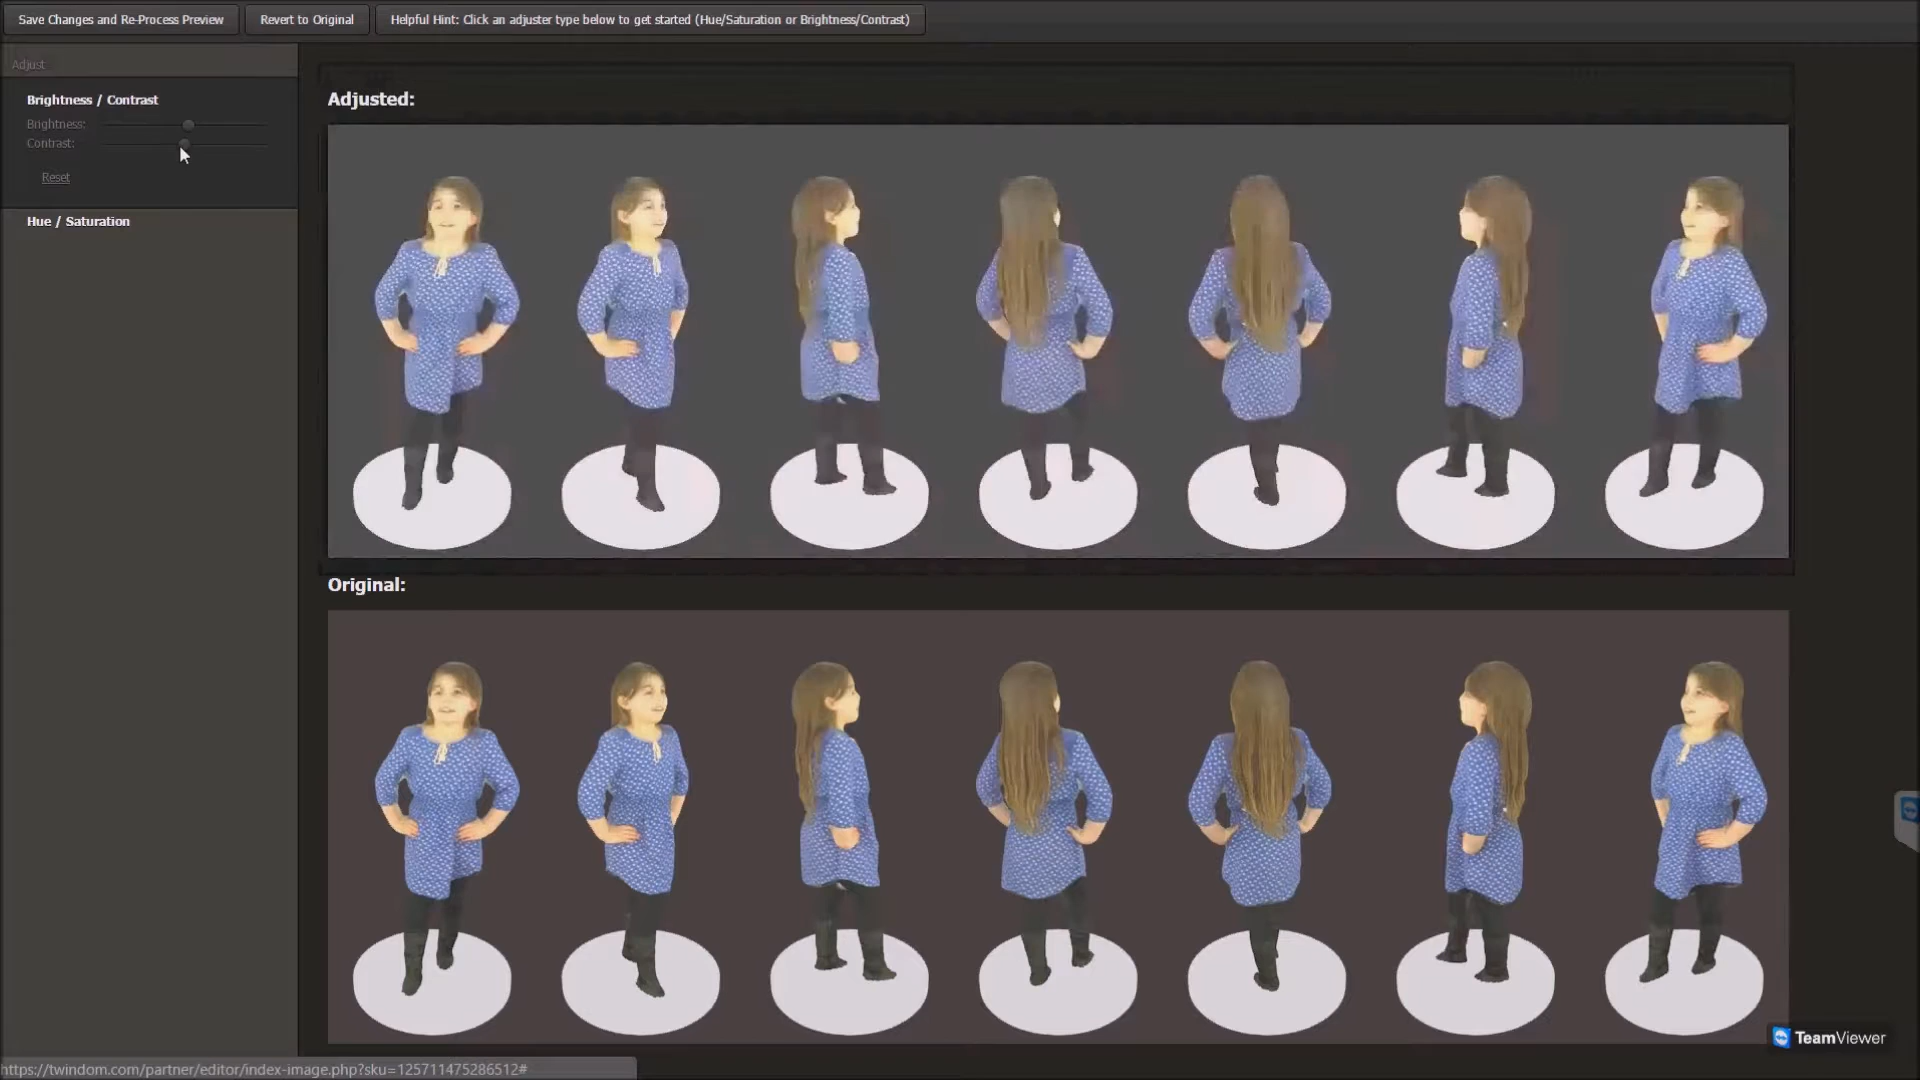 Save Changes and Re-Process Preview
Revert to Original
Helpful Hint: Click an adjuster type below to get started (Hue/Saturation or Brightness/Contrast)
Adjust
Brightness / Contrast
Brightness:
Contrast:
Reset
Hue / Saturation
Adjusted:
Original:
TeamViewer
https://twindom.com/partner/editor/index-image.php?sku=125711475286512#